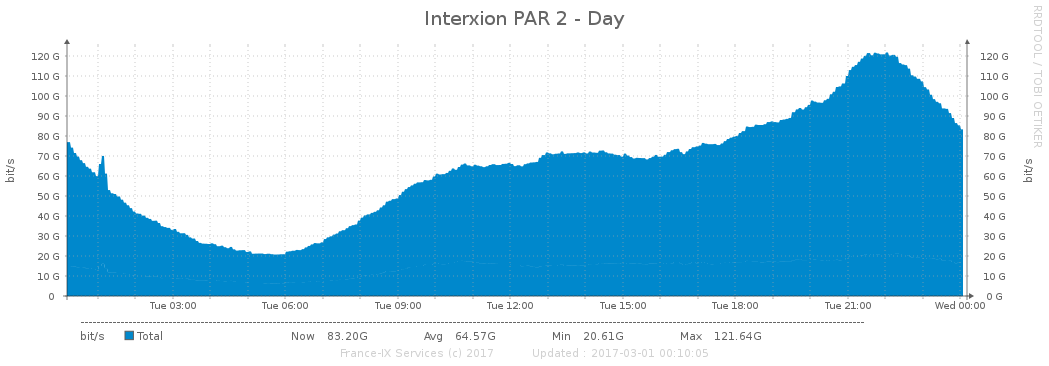 Interxion PAR 2 - Day
RRDTOOL / TOBI OETIKER
bit/s
120 G 120 G
110 G 110 G
100 G 100 G
90 G 90 G
80 G 80 G
70 G 70 G
60 G 60 G
50 G 50 G
40 G 40 G
30 G 30 G
20 G 20 G
10 G 10 G
0 0 G
bit/s
Tue 03:00 Tue 06:00 Tue 09:00 Tue 12:00 Tue 15:00 Tue 18:00 Tue 21:00 Wed 00:00
bit/s Total Now 83.20G Avg 64.57G Min 20.61G Max 121.64G
France-IX Services (c) 2017 Updated : 2017-03-01 00:10:05